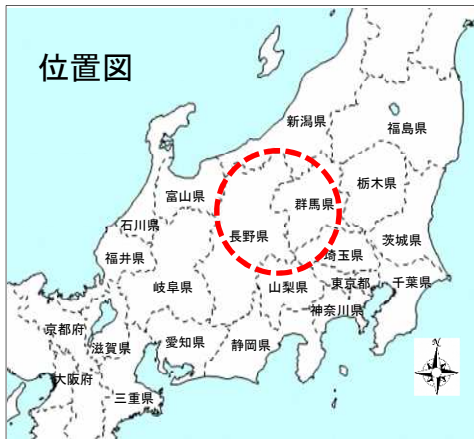 位置図
新潟県
福島県
富山県
群馬県
栃木県
石川県
長野県
茨城県
福井県
埼玉県
岐阜県
山梨県
東京都
千葉県
神奈川県
京都府
滋賀県
愛知県
静岡県
大阪府
三重県
N